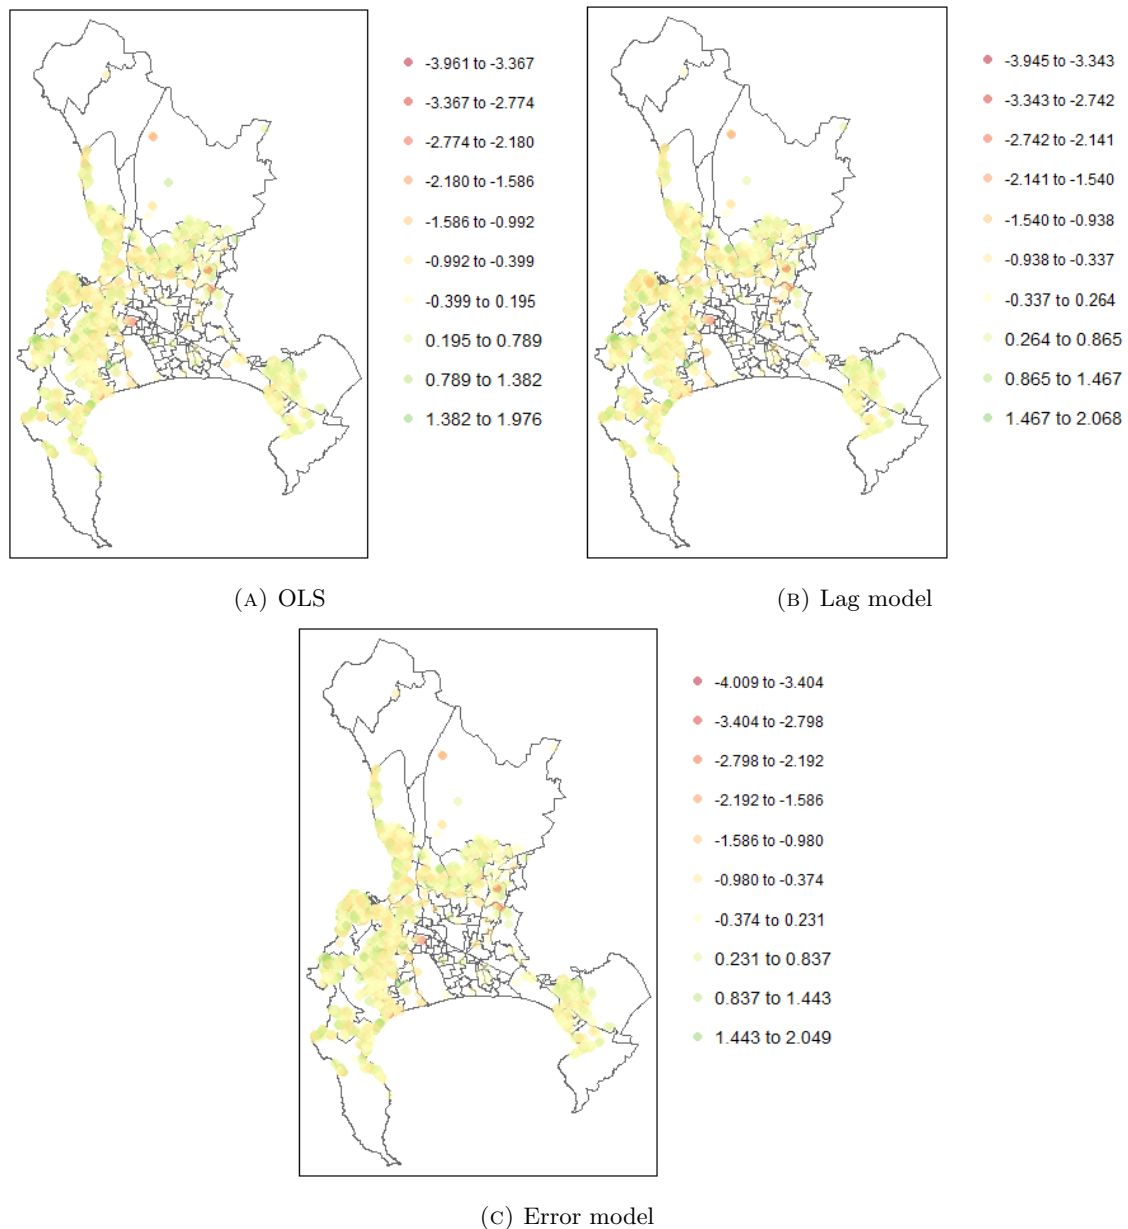 -3.961 to -3.367
-3.367 to -2.774
-2.774 to -2.180
-2.180 to -1.586
-1.586 to -0.992
-0.992 to -0.399
-0.399 to 0.195
0.195 to 0.789
0.789 to 1.382
1.382 to 1.976
(A) OLS
-3.945 to -3.343
-3.343 to -2.742
-2.742 to -2.141
-2.141 to -1.540
-1.540 to -0.938
-0.938 to -0.337
-0.337 to 0.264
0.264 to 0.865
0.865 to 1.467
1.467 to 2.068
(B) Lag model
-4.009 to -3.404
-3.404 to -2.798
-2.798 to -2.192
-2.192 to -1.586
-1.586 to -0.980
-0.980 to -0.374
-0.374 to 0.231
0.231 to 0.837
0.837 to 1.443
1.443 to 2.049
(C) Error model